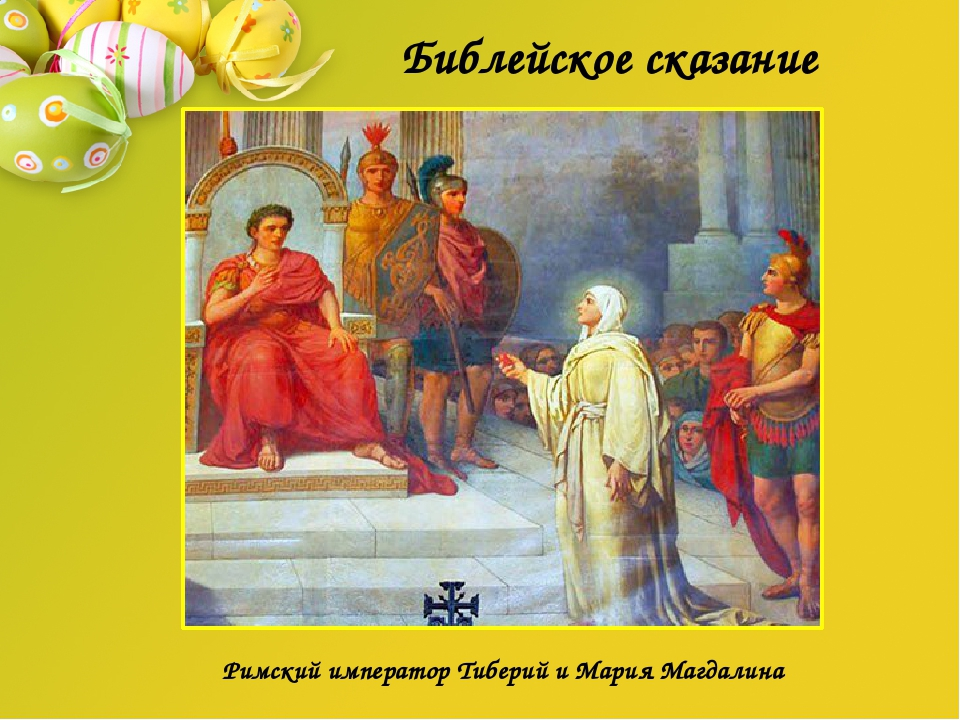 Библейское сказание
Римский император Тиберий и Мария Магдалина